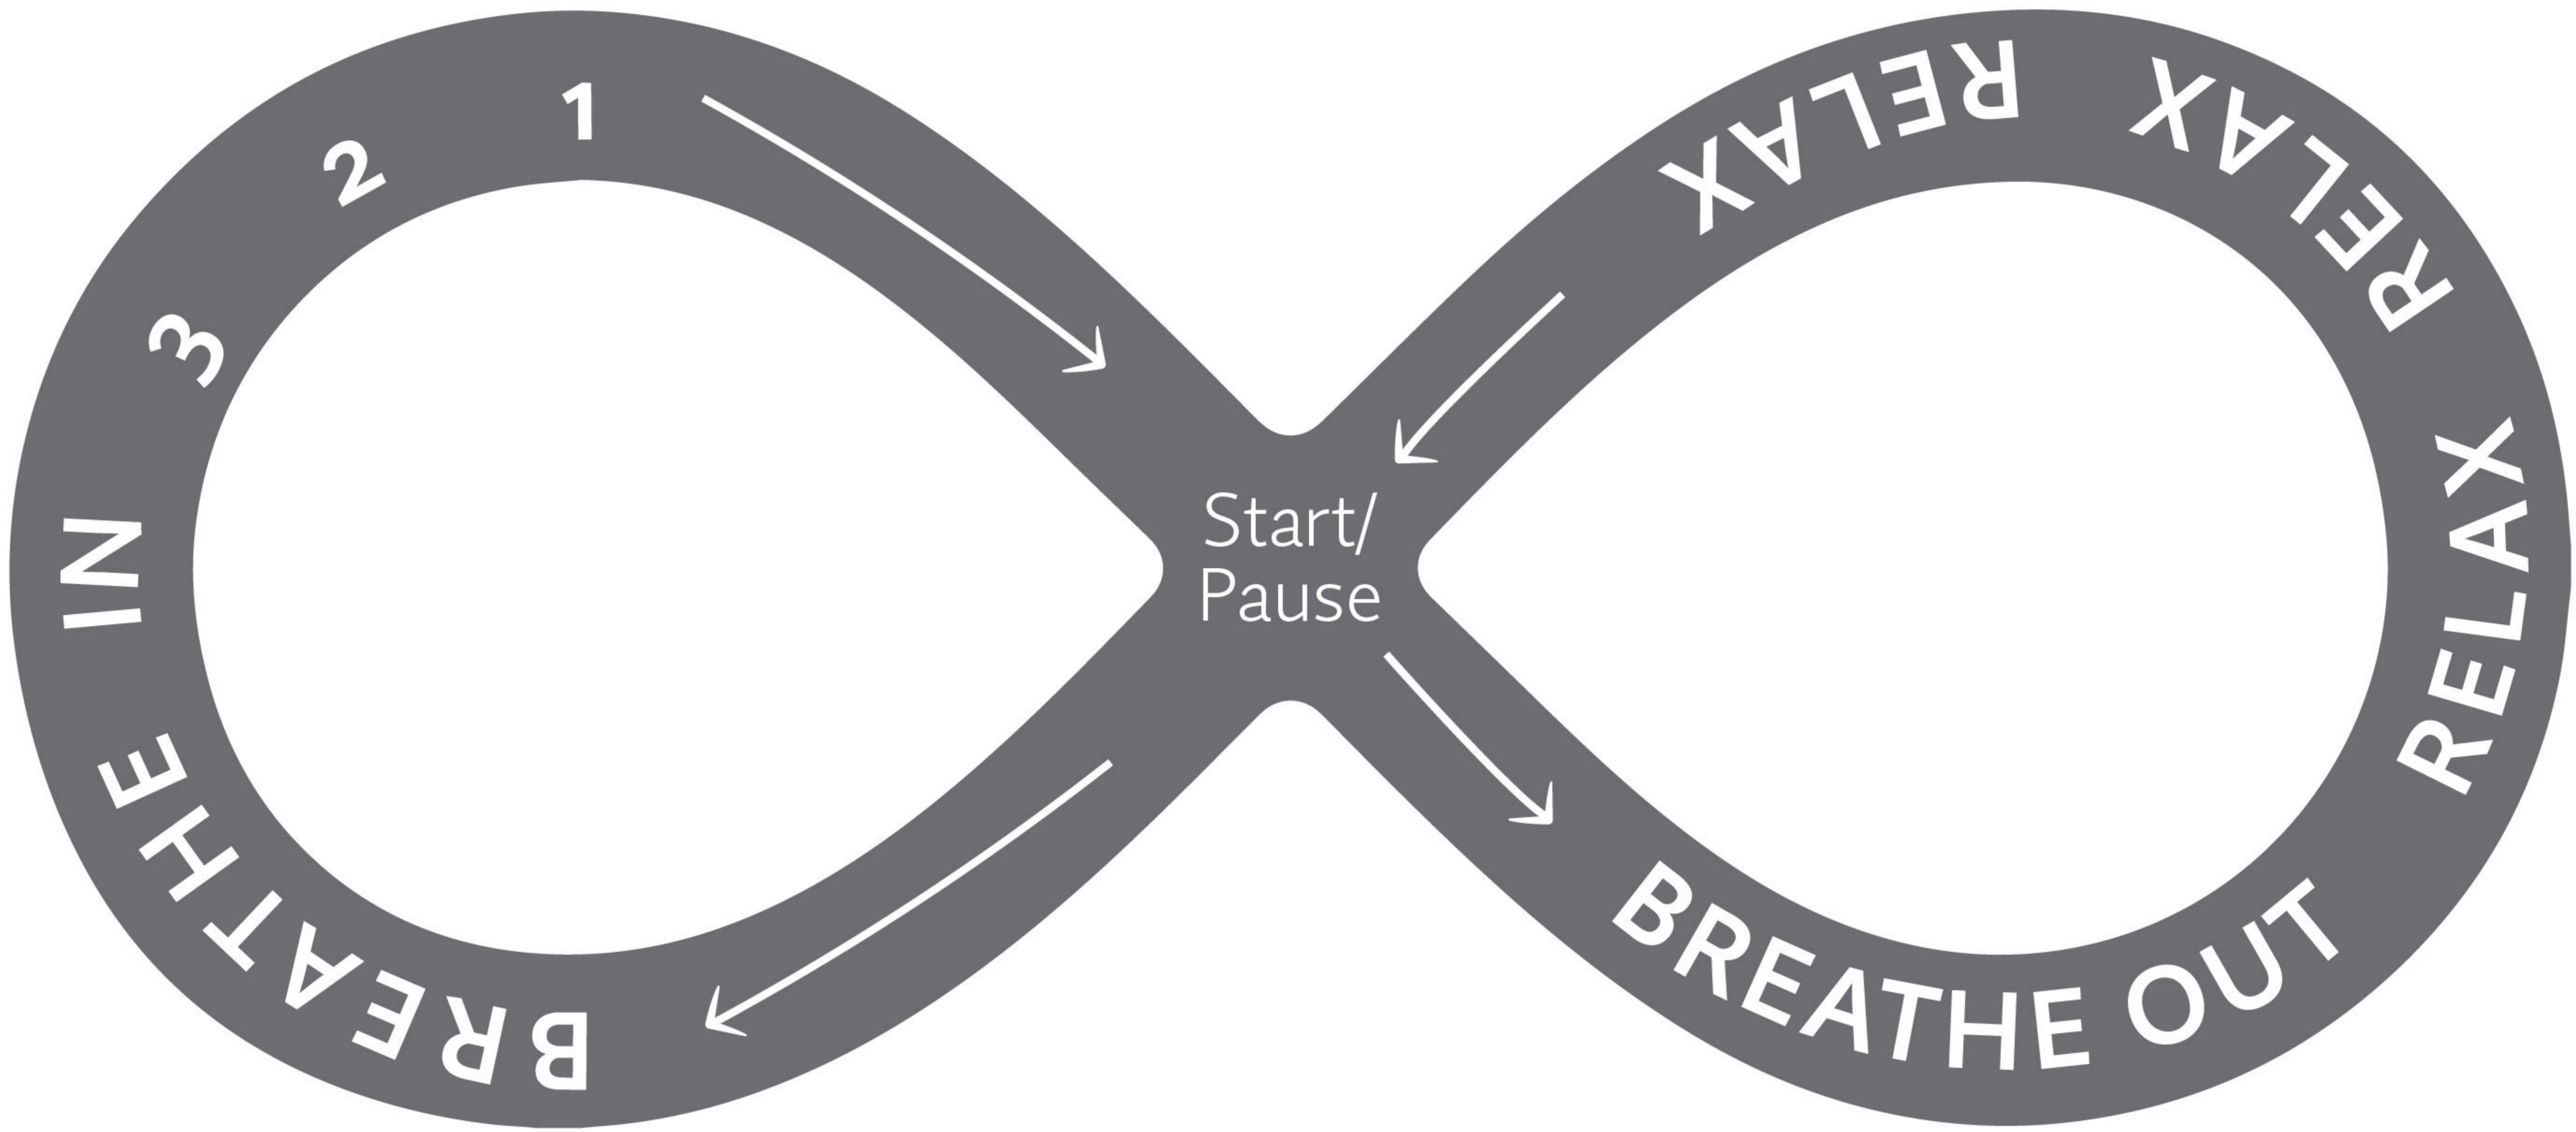 Start/
Pause
BREATHE IN
3
2
1
BREATHE OUT
RELAX
RELAX
RELAX